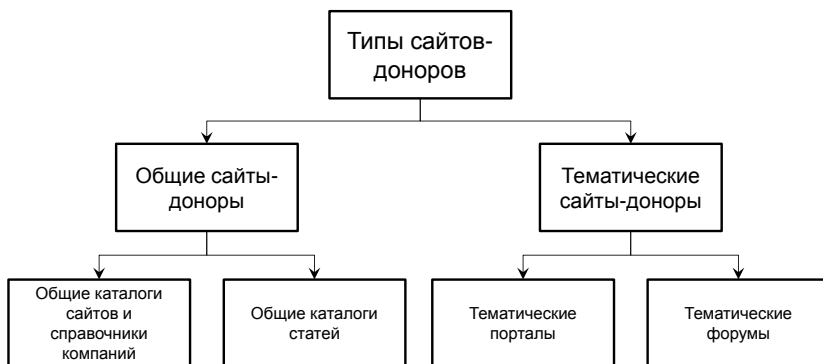 Типы сайтов-
доноров
Общие сайты-
доноры
Тематические
сайты-доноры
Общие каталоги
сайтов и
справочники
компаний
Общие каталоги
статей
Тематические
порталы
Тематические
форумы